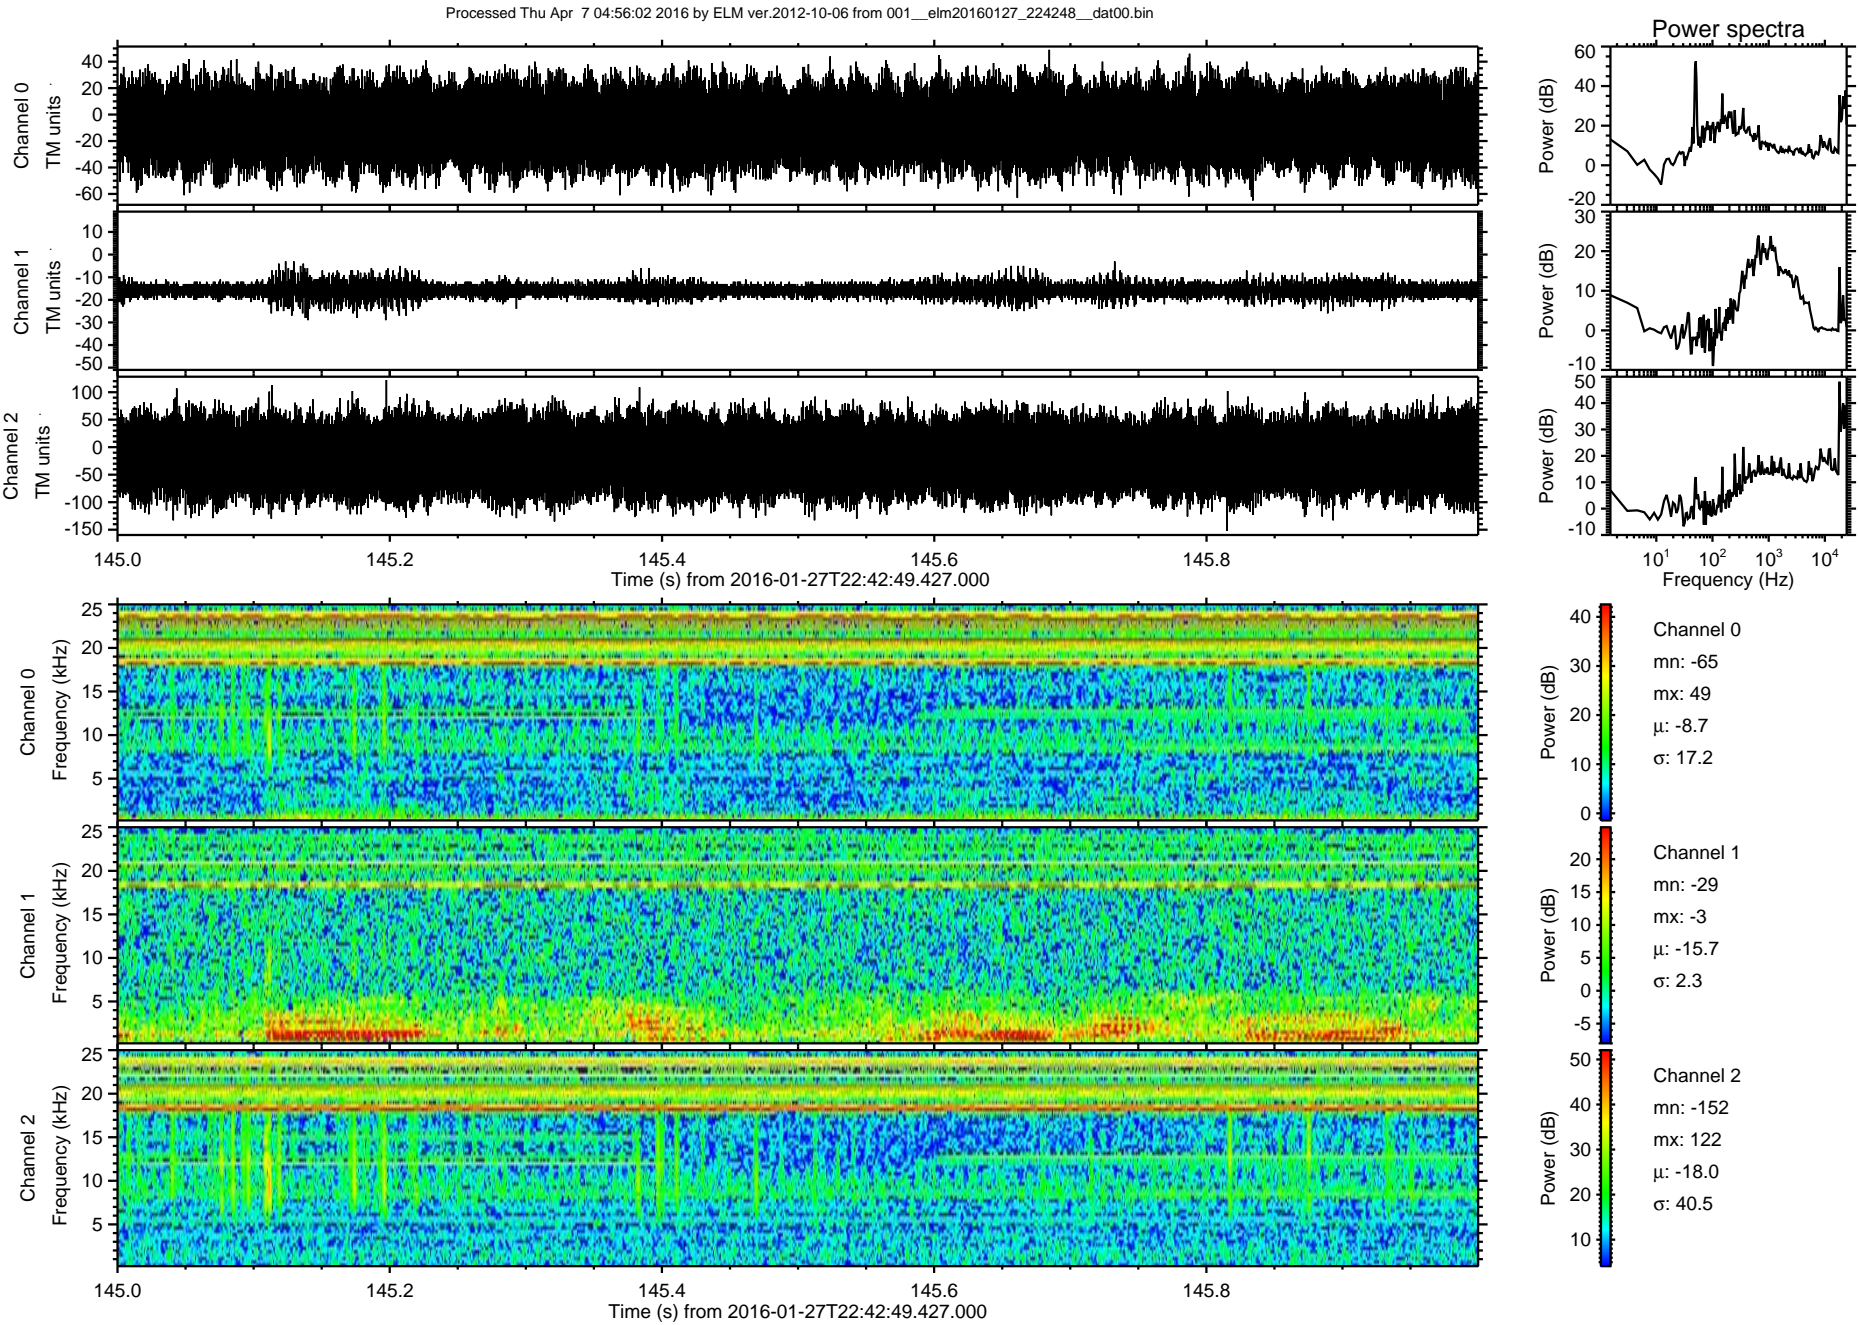 Processed Thu Apr 7 04:56:02 2016 by ELM ver.2012-10-06 from 001__elm20160127_224248__dat00.bin
Power spectra
Channel 0
TM units
40
20
0
-20
-40
-60
Power (dB)
60
40
20
0
-20
Channel 1
TM units
10
0
-10
-20
-30
-40
-50
Power (dB)
30
20
10
0
-10
Channel 2
TM units
100
50
0
-50
-100
-150
Power (dB)
50
40
30
20
10
0
-10
145.0 145.2 145.4 145.6 145.8
Time (s) from 2016-01-27T22:42:49.427.000
10¹ 10² 10³ 10⁴
Frequency (Hz)
Channel 0
Frequency (kHz)
25
20
15
10
5
Power (dB)
40
30
20
10
0
Channel 0
mn: -65
mx: 49
μ: -8.7
σ: 17.2
Channel 1
Frequency (kHz)
25
20
15
10
5
Power (dB)
20
15
10
5
0
-5
Channel 1
mn: -29
mx: -3
μ: -15.7
σ: 2.3
Channel 2
Frequency (kHz)
25
20
15
10
5
Power (dB)
50
40
30
20
10
Channel 2
mn: -152
mx: 122
μ: -18.0
σ: 40.5
145.0 145.2 145.4 145.6 145.8
Time (s) from 2016-01-27T22:42:49.427.000